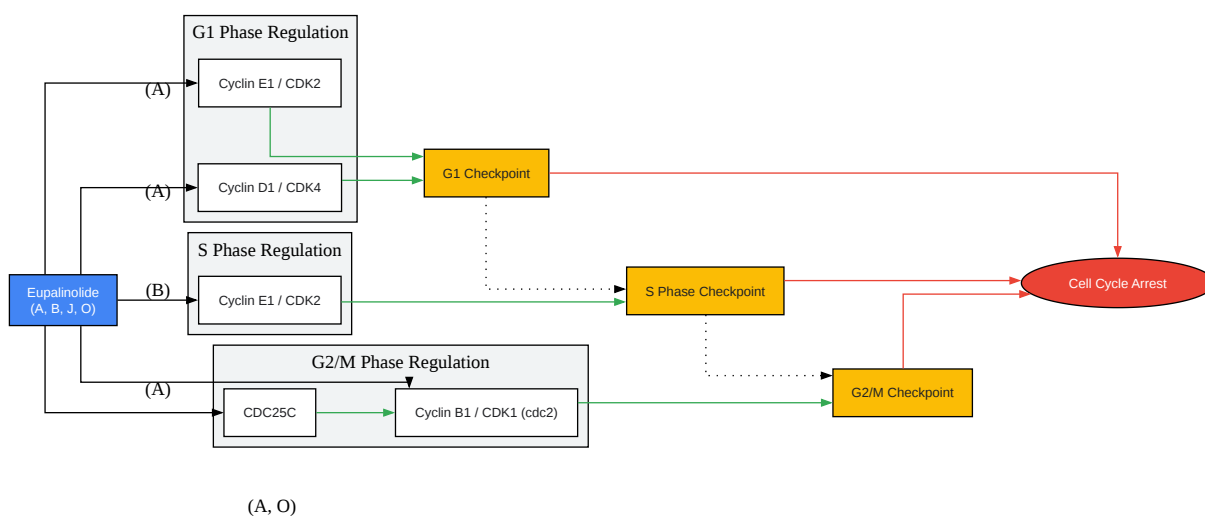 G1 Phase Regulation
Cyclin E1 / CDK2
(A)
Cyclin D1 / CDK4
(A)
G1 Checkpoint
S Phase Regulation
Eupalinolide
(A, B, J, O)
(B)
Cyclin E1 / CDK2
S Phase Checkpoint
Cell Cycle Arrest
G2/M Phase Regulation
(A)
CDC25C
Cyclin B1 / CDK1 (cdc2)
G2/M Checkpoint
(A, O)